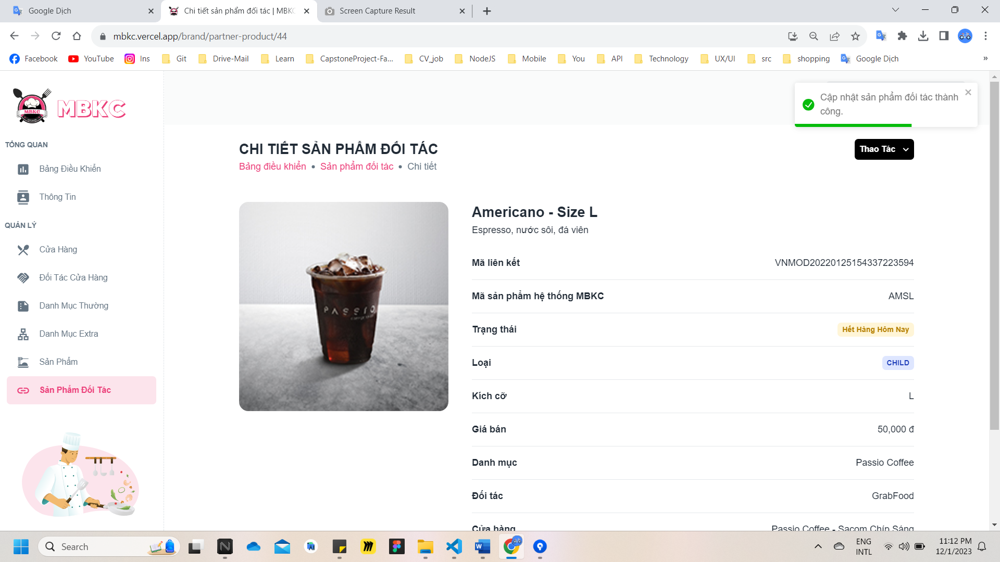 Google Dịch
Chi tiết sản phẩm đối tác | MBKC
Screen Capture Result
mbkc.vercel.app/brand/partner-product/44
Facebook
YouTube
Ins
Git
Drive-Mail
Learn
CapstoneProject-Fa...
CV_job
NodeJS
Mobile
You
API
Technology
UX/UI
src
shopping
Google Dịch
»
MBKC
MBKC
KITCHEN
Cập nhật sản phẩm đối tác thành
công.
TỔNG QUAN
Bảng Điều Khiển
Thông Tin
QUẢN LÝ
Cửa Hàng
Đối Tác Cửa Hàng
Danh Mục Thường
Danh Mục Extra
Sản Phẩm
Sản Phẩm Đối Tác
CHI TIẾT SẢN PHẨM ĐỐI TÁC
Thao Tác
Bảng điều khiển • Sản phẩm đối tác • Chi tiết
PASSIO
Americano - Size L
Espresso, nước sôi, đá viên
Mã liên kết VNMOD20220125154337223594
Mã sản phẩm hệ thống MBKC AMSL
Trạng thái Hết Hàng Hôm Nay
Loại CHILD
Kích cỡ L
Giá bán 50,000 đ
Danh mục Passio Coffee
Đối tác GrabFood
Cửa hàng Passio Coffee - Sacom Chíp Sáng
Search
ENG
INTL
11:12 PM
12/1/2023